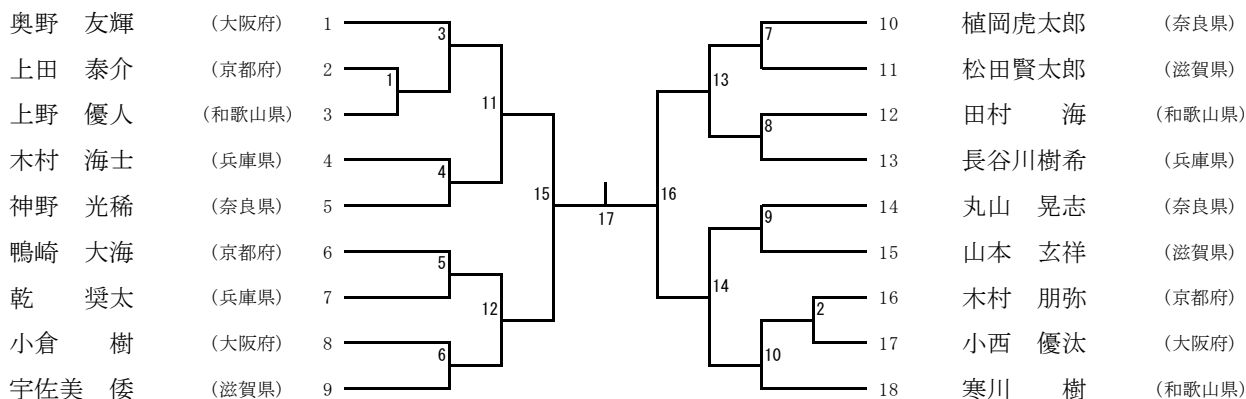 奥野　友輝　（大阪府）　1
上田　泰介　（京都府）　2
上野　優人　（和歌山県）　3
木村　海士　（兵庫県）　4
神野　光稀　（奈良県）　5
鴨崎　大海　（京都府）　6
乾　　奨太　（兵庫県）　7
小倉　　樹　（大阪府）　8
宇佐美　倭　（滋賀県）　9
3
1
11
4
15
5
12
6
17
7
13
8
16
9
14
2
10
10　植岡虎太郎　（奈良県）
11　松田賢太郎　（滋賀県）
12　田村　　海　（和歌山県）
13　長谷川樹希　（兵庫県）
14　丸山　晃志　（奈良県）
15　山本　玄祥　（滋賀県）
16　木村　朋弥　（京都府）
17　小西　優汰　（大阪府）
18　寒川　　樹　（和歌山県）